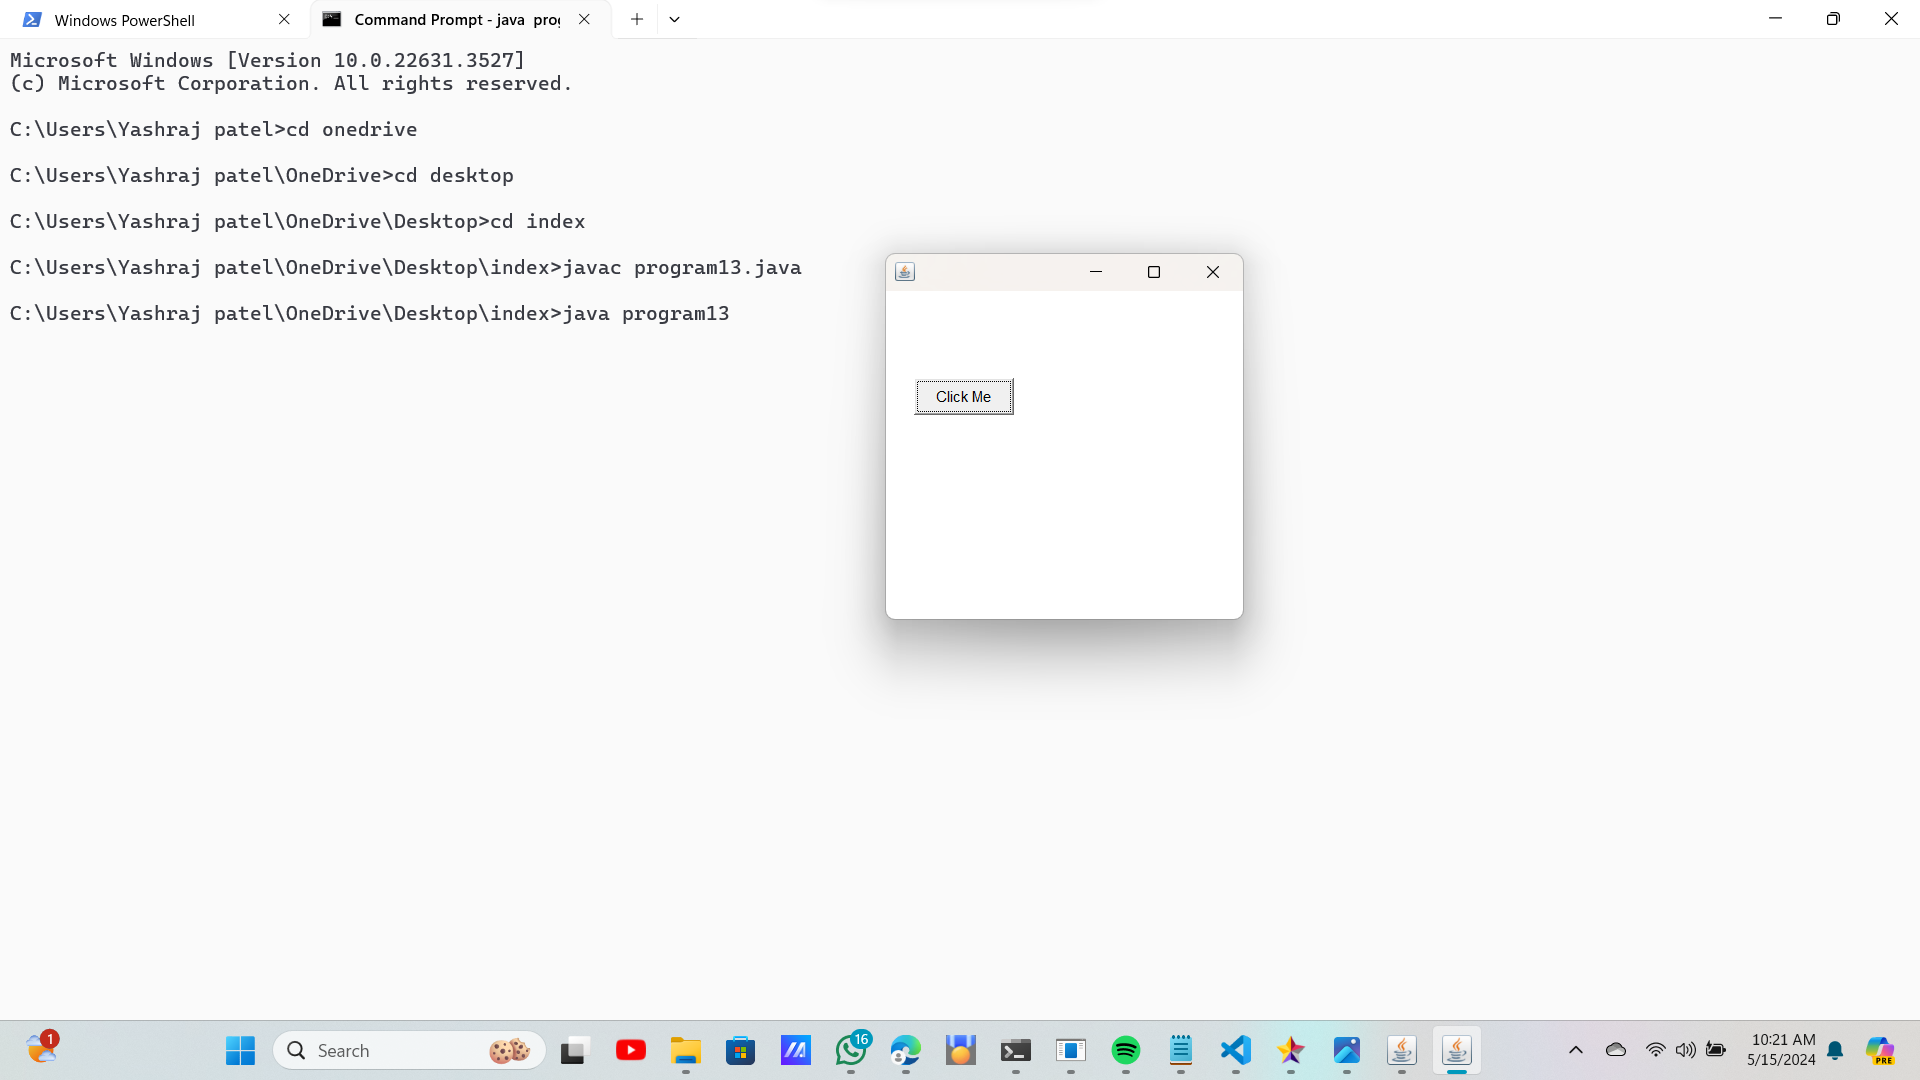 Windows PowerShell
Command Prompt - java prog
Microsoft Windows [Version 10.0.22631.3527]
(c) Microsoft Corporation. All rights reserved.
C:\Users\Yashraj patel>cd onedrive
C:\Users\Yashraj patel\OneDrive>cd desktop
C:\Users\Yashraj patel\OneDrive\Desktop>cd index
C:\Users\Yashraj patel\OneDrive\Desktop\index>javac program13.java
C:\Users\Yashraj patel\OneDrive\Desktop\index>java program13
Click Me
1
Search
16
10:21 AM
5/15/2024
PRE